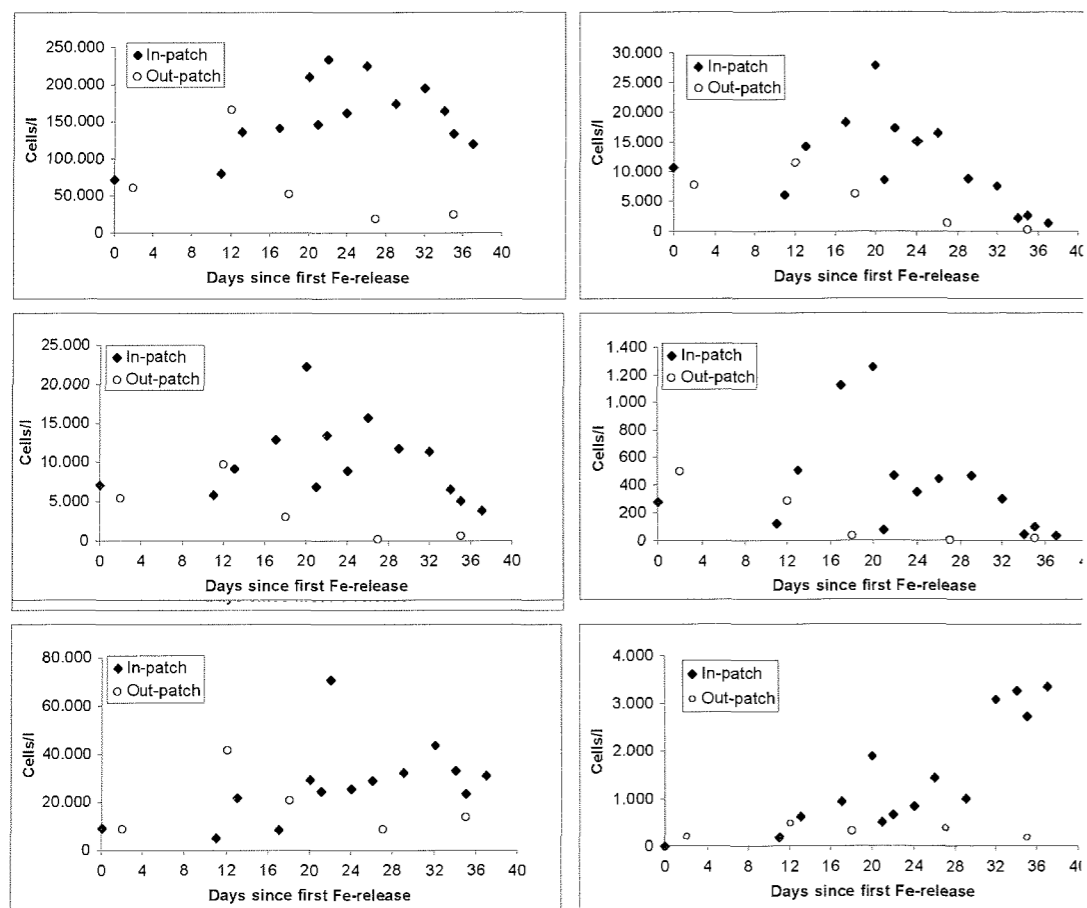 250.000
200.000
150.000
100.000
50.000
0
Cells/l
In-patch
Out-patch
0 4 8 12 16 20 24 28 32 36 40
Days since first Fe-release
30.000
25.000
20.000
15.000
10.000
5.000
0
Cells/l
In-patch
Out-patch
0 4 8 12 16 20 24 28 32 36 40
Days since first Fe-release
25.000
20.000
15.000
10.000
5.000
0
Cells/l
In-patch
Out-patch
0 4 8 12 16 20 24 28 32 36 40
Days since first Fe-release
1.400
1.200
1.000
800
600
400
200
0
Cells/l
In-patch
Out-patch
0 4 8 12 16 20 24 28 32 36 40
Days since first Fe-release
80.000
60.000
40.000
20.000
0
Cells/l
In-patch
Out-patch
0 4 8 12 16 20 24 28 32 36 40
Days since first Fe-release
4.000
3.000
2.000
1.000
0
Cells/l
In-patch
Out-patch
0 4 8 12 16 20 24 28 32 36 40
Days since first Fe-release